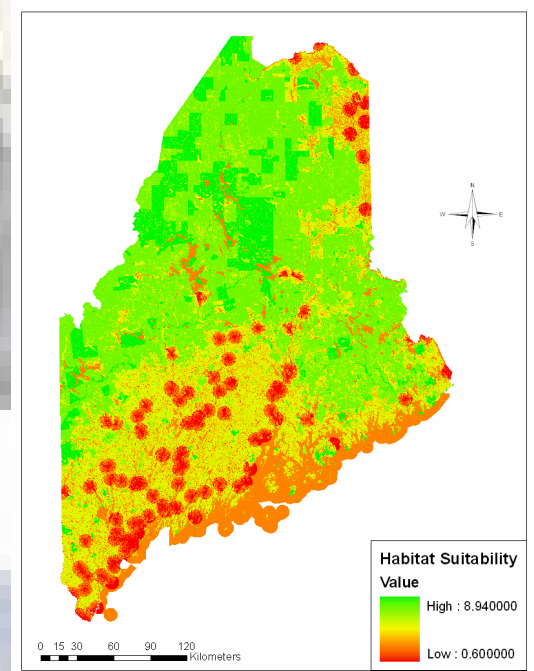 N
W E
S
Habitat Suitability
Value
High : 8.940000
Low : 0.600000
0 15 30 60 90 120
Kilometers